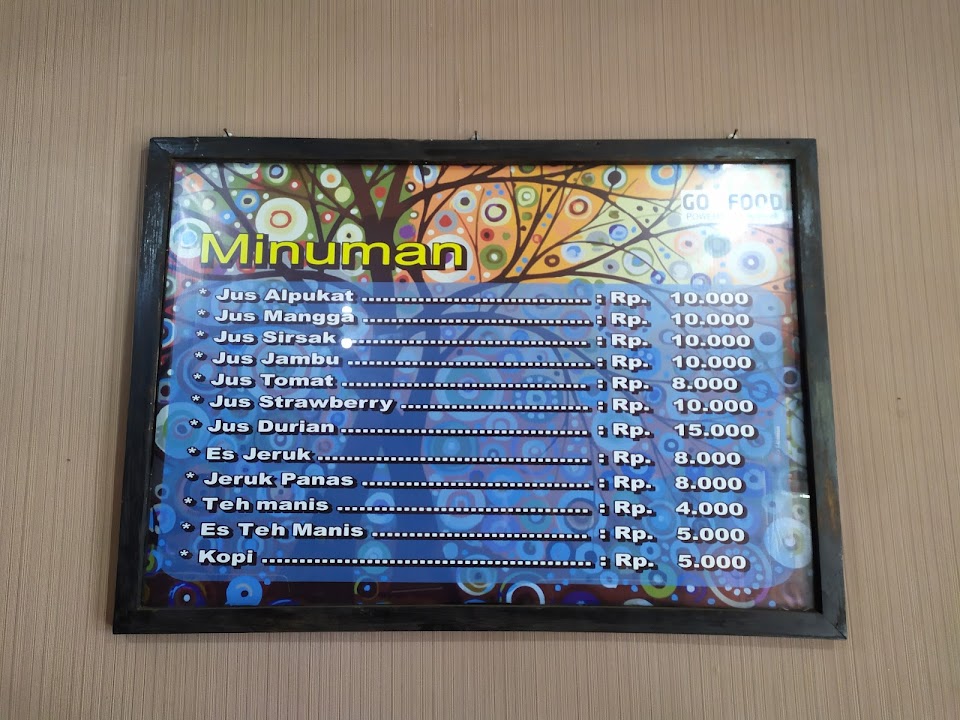 GO FOOD
Minuman
* Jus Alpukat ................................ : Rp. 10.000
* Jus Mangga ................................ : Rp. 10.000
* Jus Sirsak ................................ : Rp. 10.000
* Jus Jambu ................................ : Rp. 10.000
* Jus Tomat ................................ : Rp. 8.000
* Jus Strawberry ......................... : Rp. 10.000
* Jus Durian ................................ : Rp. 15.000
* Es Jeruk ................................... : Rp. 8.000
* Jeruk Panas .............................. : Rp. 8.000
* Teh manis ................................ : Rp. 4.000
* Es Teh Manis ............................ : Rp. 5.000
* Kopi .......................................... : Rp. 5.000